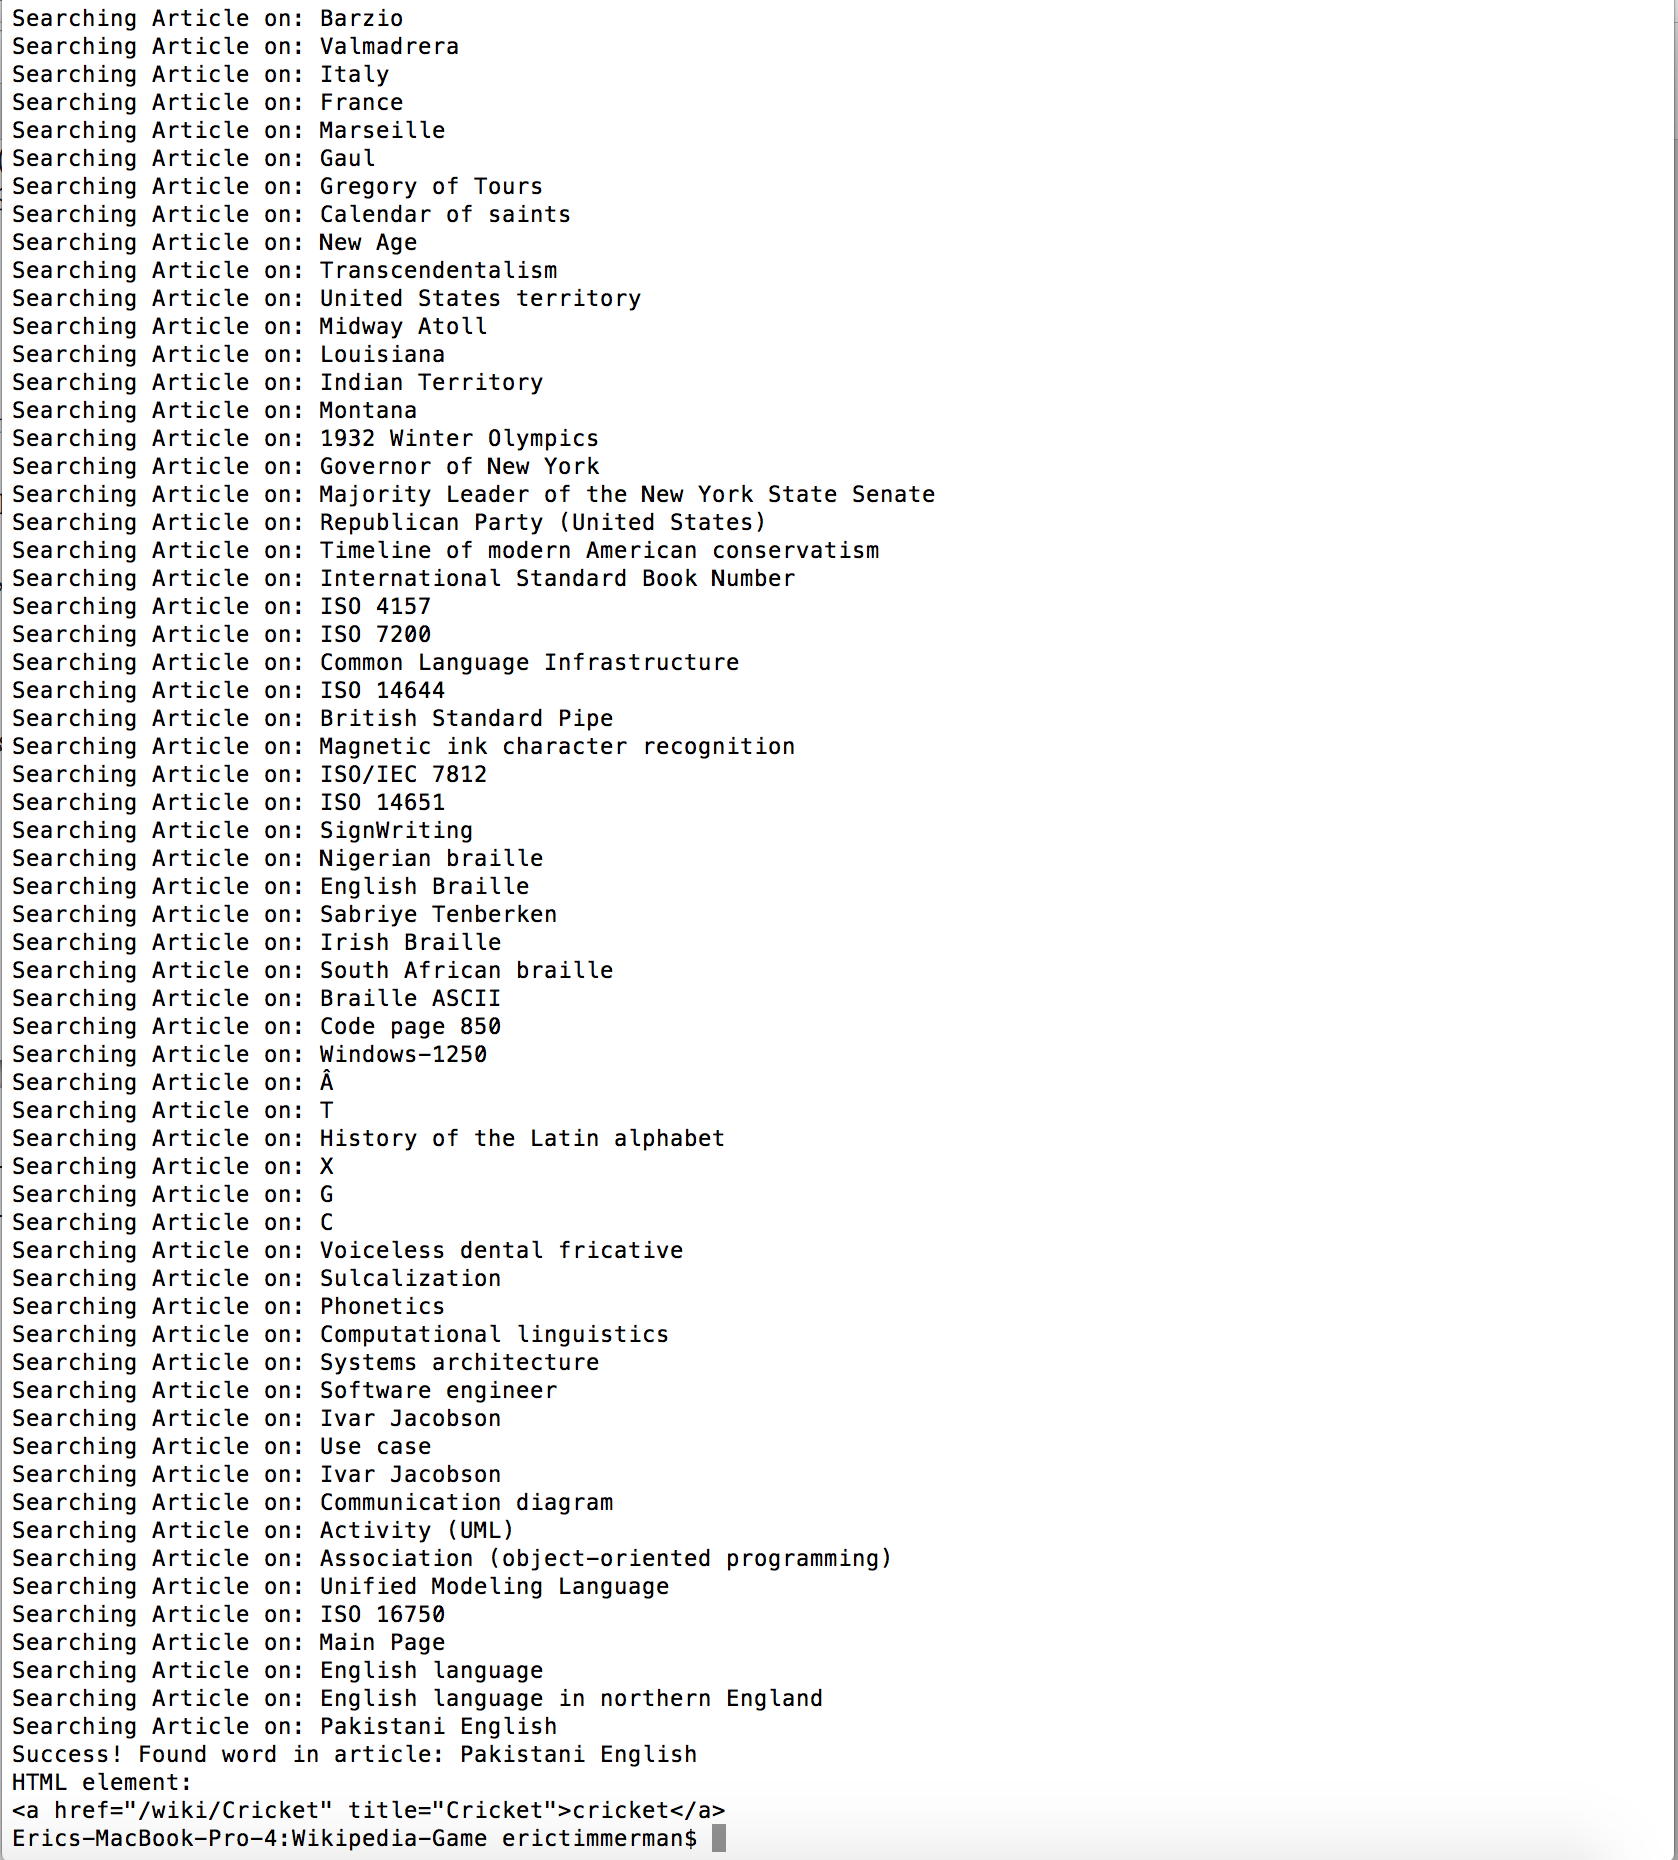 Searching Article on: Barzio
Searching Article on: Valmadrera
Searching Article on: Italy
Searching Article on: France
Searching Article on: Marseille
Searching Article on: Gaul
Searching Article on: Gregory of Tours
Searching Article on: Calendar of saints
Searching Article on: New Age
Searching Article on: Transcendentalism
Searching Article on: United States territory
Searching Article on: Midway Atoll
Searching Article on: Louisiana
Searching Article on: Indian Territory
Searching Article on: Montana
Searching Article on: 1932 Winter Olympics
Searching Article on: Governor of New York
Searching Article on: Majority Leader of the New York State Senate
Searching Article on: Republican Party (United States)
Searching Article on: Timeline of modern American conservatism
Searching Article on: International Standard Book Number
Searching Article on: ISO 4157
Searching Article on: ISO 7200
Searching Article on: Common Language Infrastructure
Searching Article on: ISO 14644
Searching Article on: British Standard Pipe
Searching Article on: Magnetic ink character recognition
Searching Article on: ISO/IEC 7812
Searching Article on: ISO 14651
Searching Article on: SignWriting
Searching Article on: Nigerian braille
Searching Article on: English Braille
Searching Article on: Sabriye Tenberken
Searching Article on: Irish Braille
Searching Article on: South African braille
Searching Article on: Braille ASCII
Searching Article on: Code page 850
Searching Article on: Windows-1250
Searching Article on: Â
Searching Article on: T
Searching Article on: History of the Latin alphabet
Searching Article on: X
Searching Article on: G
Searching Article on: C
Searching Article on: Voiceless dental fricative
Searching Article on: Sulcalization
Searching Article on: Phonetics
Searching Article on: Computational linguistics
Searching Article on: Systems architecture
Searching Article on: Software engineer
Searching Article on: Ivar Jacobson
Searching Article on: Use case
Searching Article on: Ivar Jacobson
Searching Article on: Communication diagram
Searching Article on: Activity (UML)
Searching Article on: Association (object-oriented programming)
Searching Article on: Unified Modeling Language
Searching Article on: ISO 16750
Searching Article on: Main Page
Searching Article on: English language
Searching Article on: English language in northern England
Searching Article on: Pakistani English
Success! Found word in article: Pakistani English
HTML element:
<a href="/wiki/Cricket" title="Cricket">cricket</a>
Erics-MacBook-Pro-4:Wikipedia-Game erictimmerman$